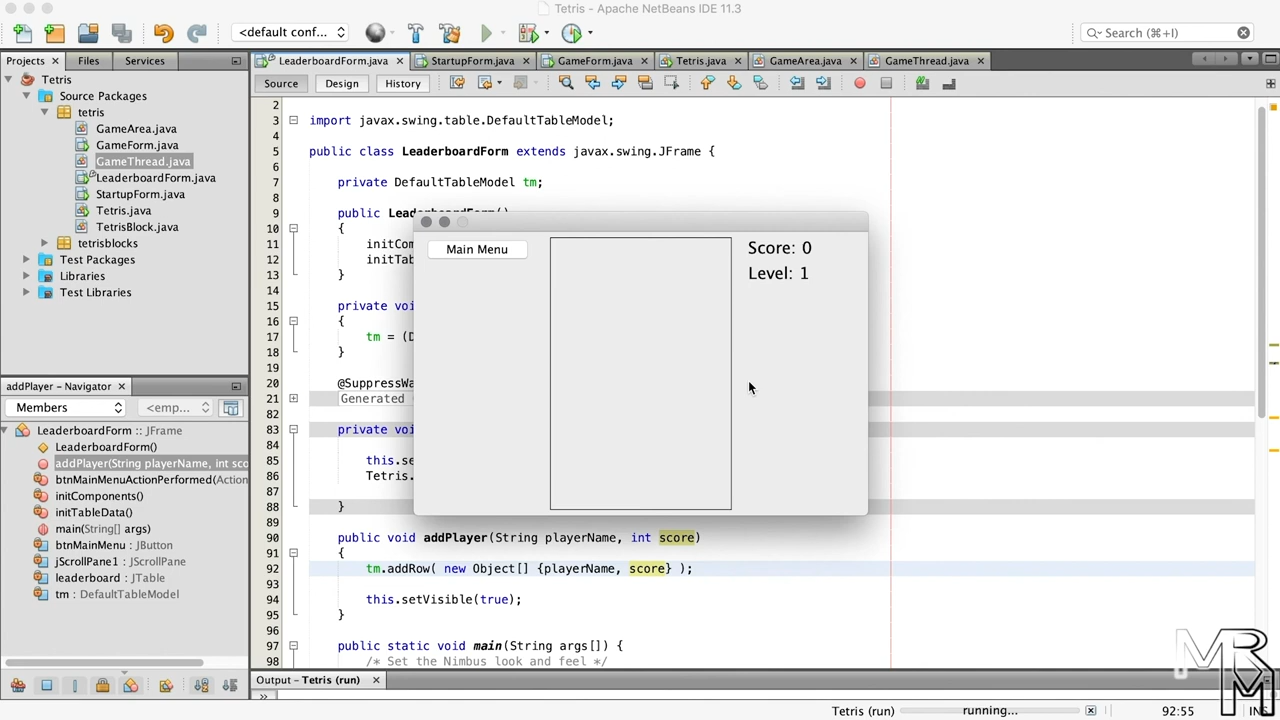 Tetris - Apache NetBeans IDE 11.3
<default conf...
Search (⌘+I)
Projects
Files
Services
LeaderboardForm.java
StartupForm.java
GameForm.java
Tetris.java
GameArea.java
GameThread.java
Source
Design
History
Tetris
Source Packages
tetris
GameArea.java
GameForm.java
GameThread.java
LeaderboardForm.java
StartupForm.java
Tetris.java
TetrisBlock.java
tetrisblocks
Test Packages
Libraries
Test Libraries
2
3 import javax.swing.table.DefaultTableModel;
4
5 public class LeaderboardForm extends javax.swing.JFrame {
6
7 private DefaultTableModel tm;
8
9 public LeaderboardForm()
10 {
11 initCom
12 initTab
13 }
14
15 private voi
16 {
17 tm = (D
18 }
19
20 @SuppressWa
21 Generated
82
83 private voi
84
85 this.se
86 Tetris.
87
88 }
89
90 public void addPlayer(String playerName, int score)
91 {
92 tm.addRow( new Object[] {playerName, score} );
93
94 this.setVisible(true);
95 }
96
97 public static void main(String args[]) {
98 /* Set the Nimbus look and feel */
Main Menu
Score: 0
Level: 1
addPlayer - Navigator
Members
<emp...
LeaderboardForm :: JFrame
LeaderboardForm()
addPlayer(String playerName, int sco
btnMainMenuActionPerformed(Action
initComponents()
initTableData()
main(String[] args)
btnMainMenu : JButton
jScrollPane1 : JScrollPane
leaderboard : JTable
tm : DefaultTableModel
Output - Tetris (run)
Tetris (run)
running...
92:55
INS
MRM